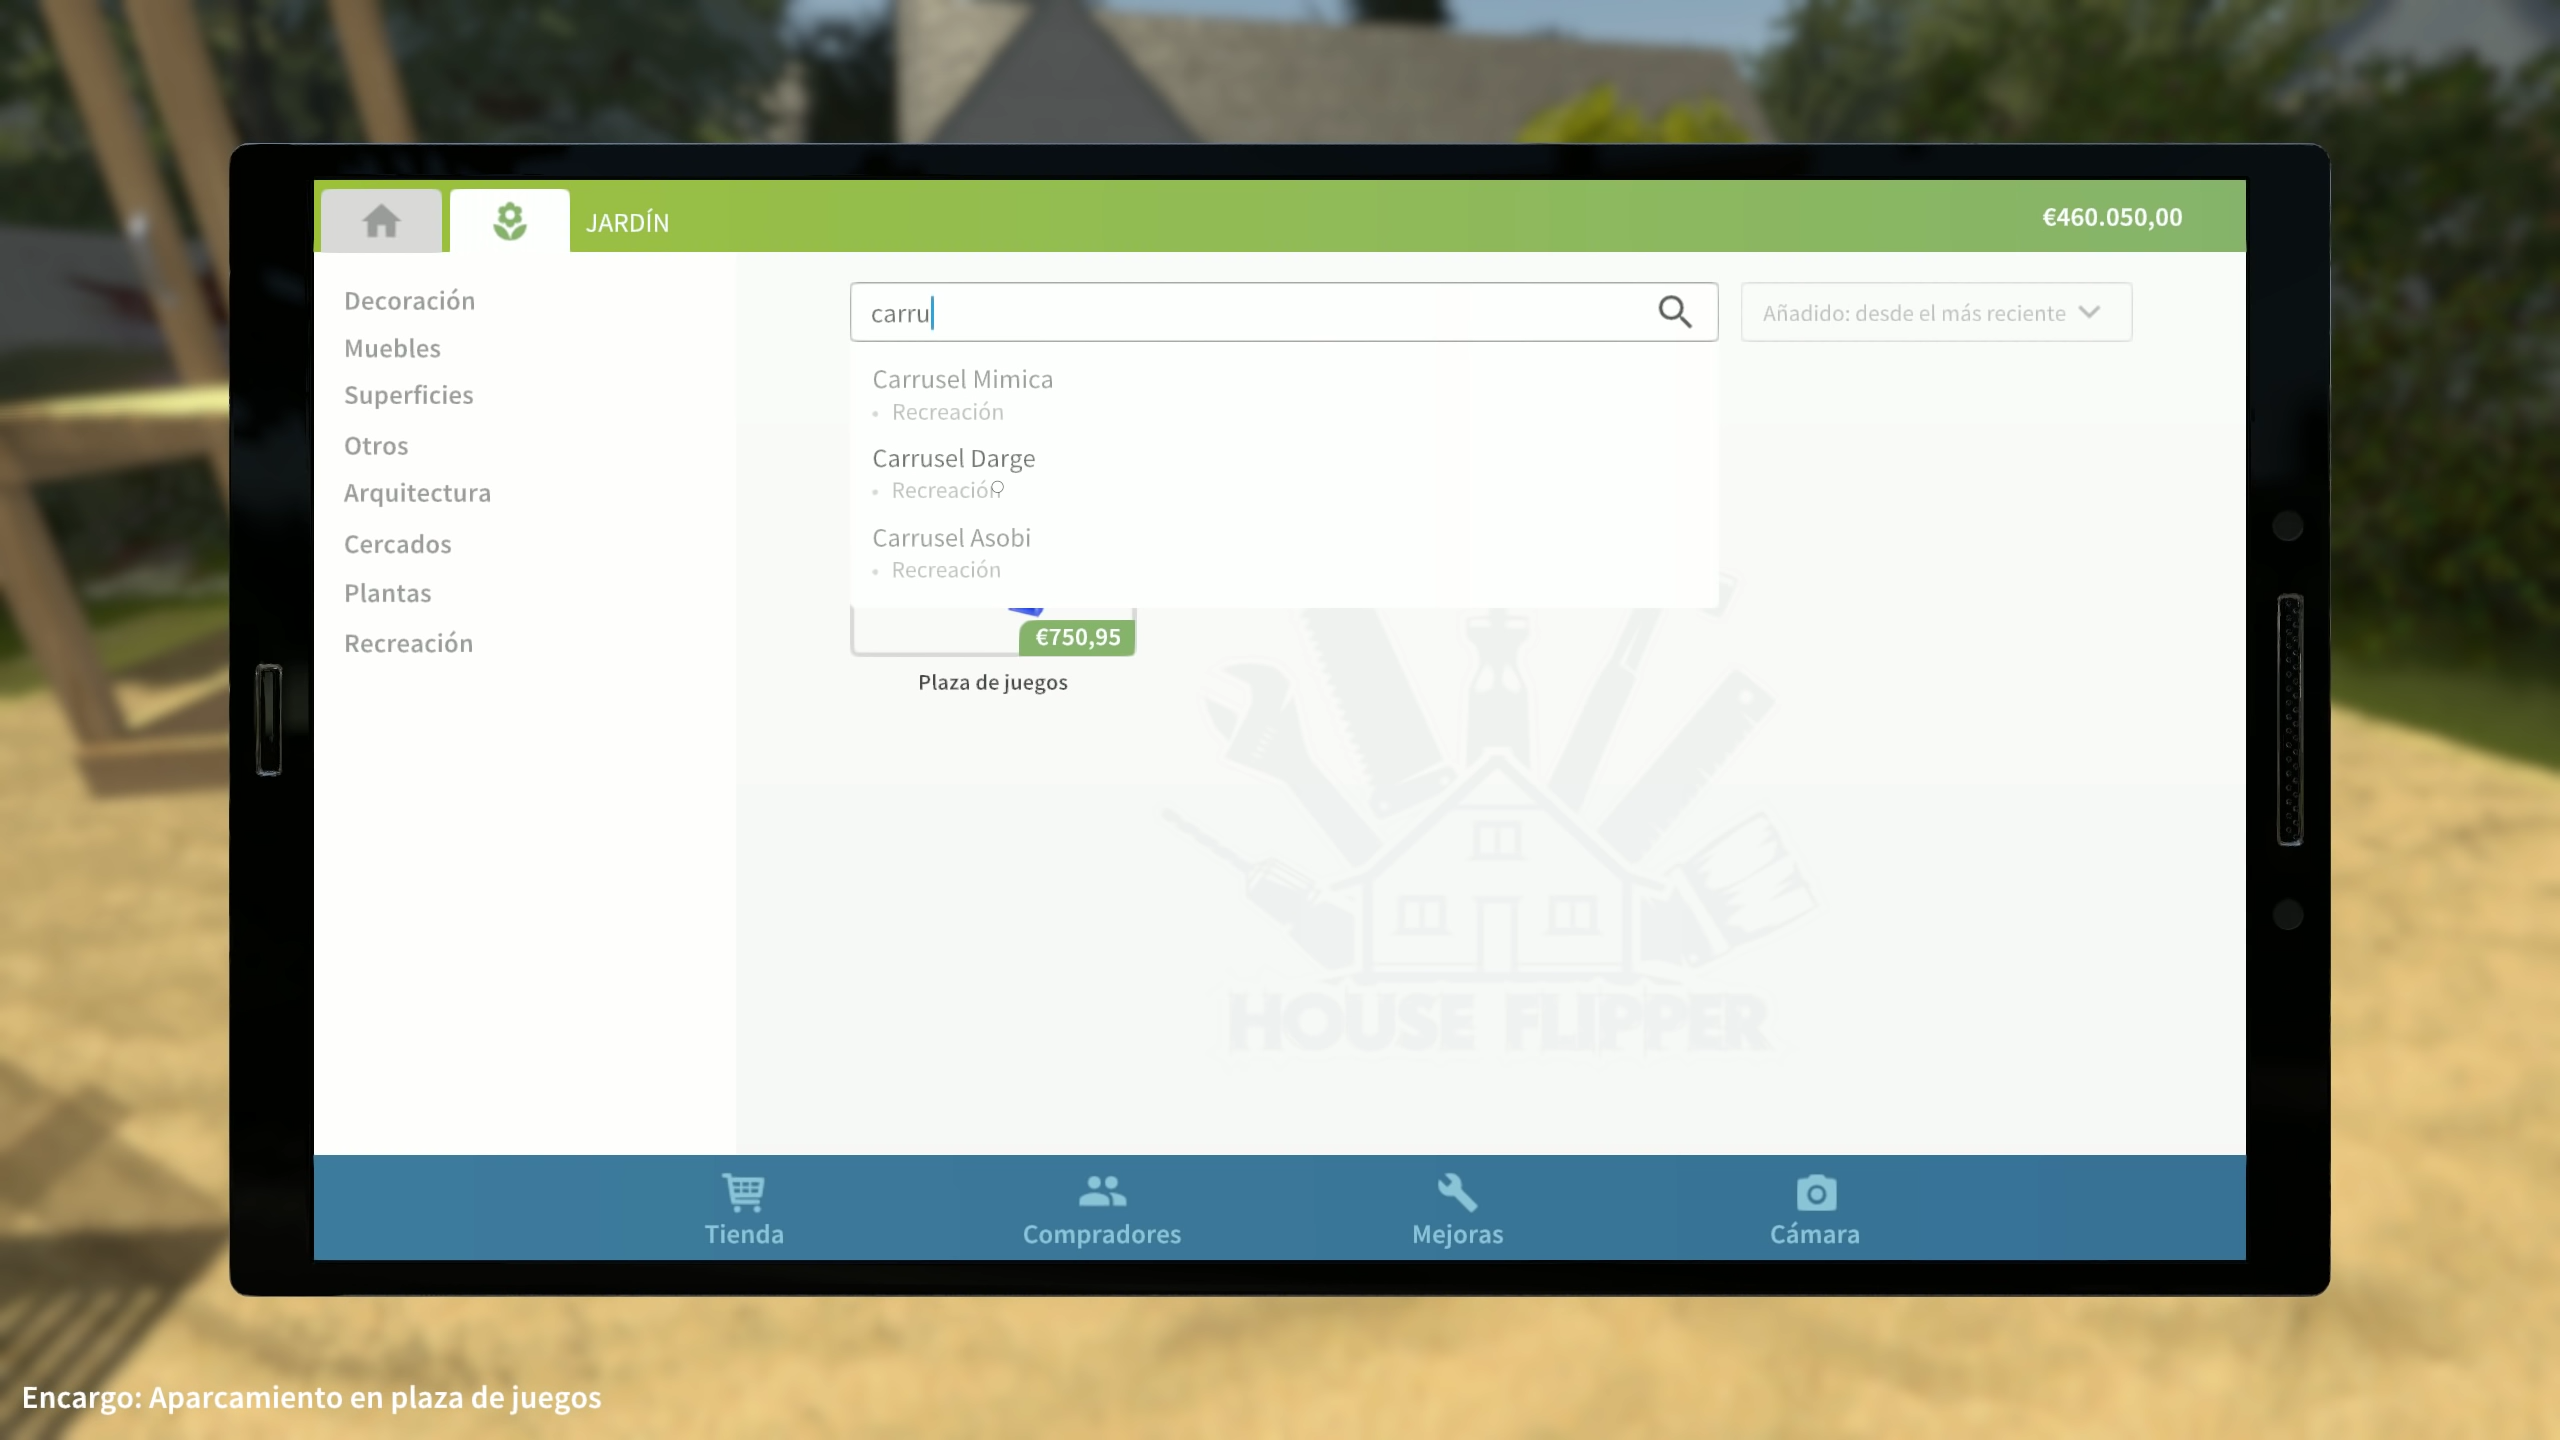 JARDÍN
€460.050,00
Decoración
Muebles
Superficies
Otros
Arquitectura
Cercados
Plantas
Recreación
carru
Añadido: desde el más reciente
Carrusel Mimica
• Recreación
Carrusel Darge
• Recreación
Carrusel Asobi
• Recreación
€750,95
Plaza de juegos
HOUSE FLIPPER
Tienda
Compradores
Mejoras
Cámara
Encargo: Aparcamiento en plaza de juegos